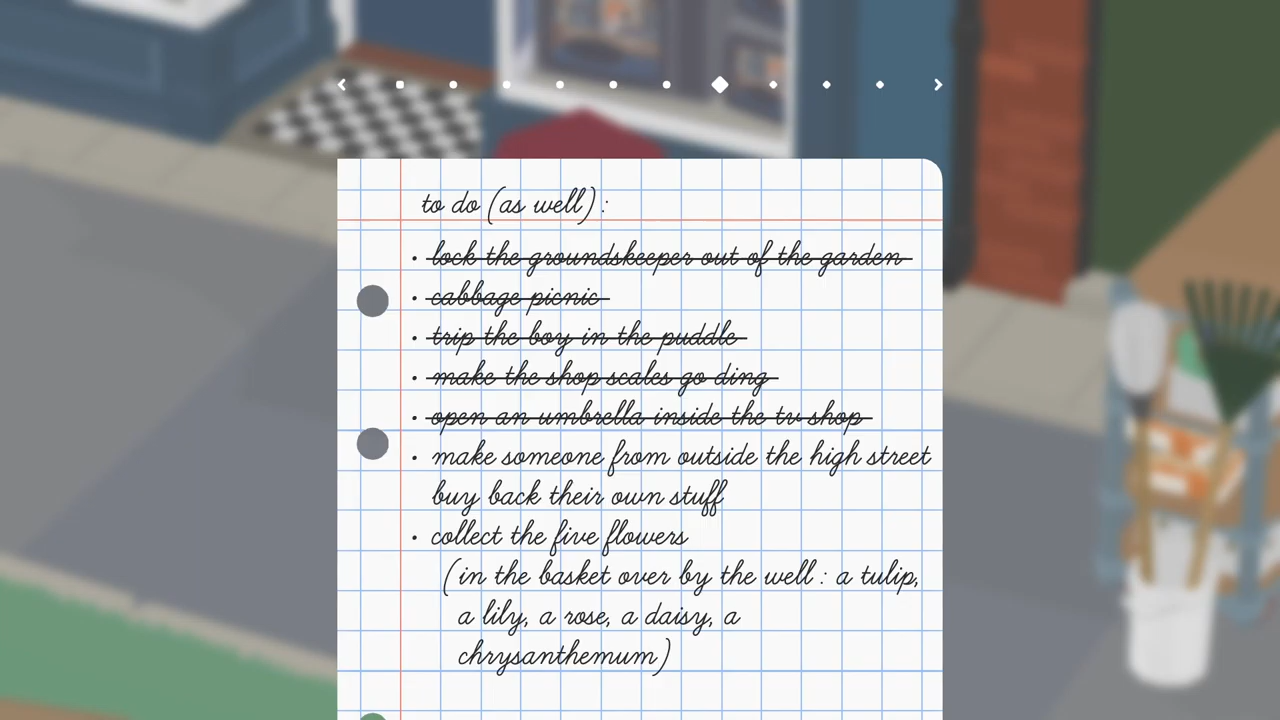 to do (as well) :
• lock the groundskeeper out of the garden
• cabbage picnic
• trip the boy in the puddle
• make the shop scales go ding
• open an umbrella inside the tv shop
• make someone from outside the high street
buy back their own stuff
• collect the five flowers
(in the basket over by the well : a tulip,
a lily, a rose, a daisy, a
chrysanthemum)